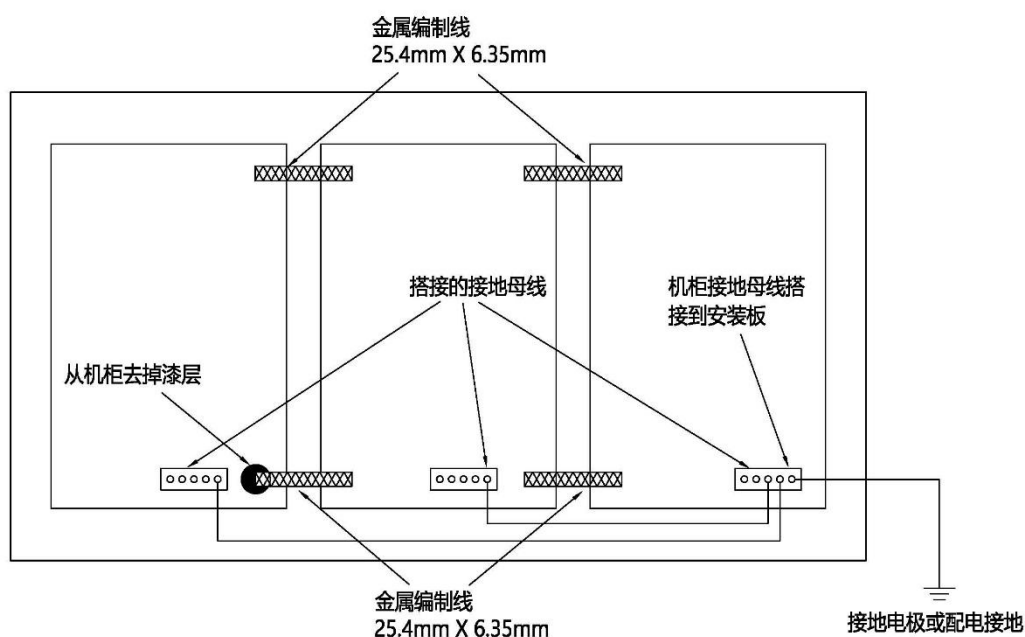 金属编制线
25.4mm X 6.35mm
搭接的接地母线
机柜接地母线搭
接到安装板
从机柜去掉漆层
金属编制线
25.4mm X 6.35mm
接地电极或配电接地